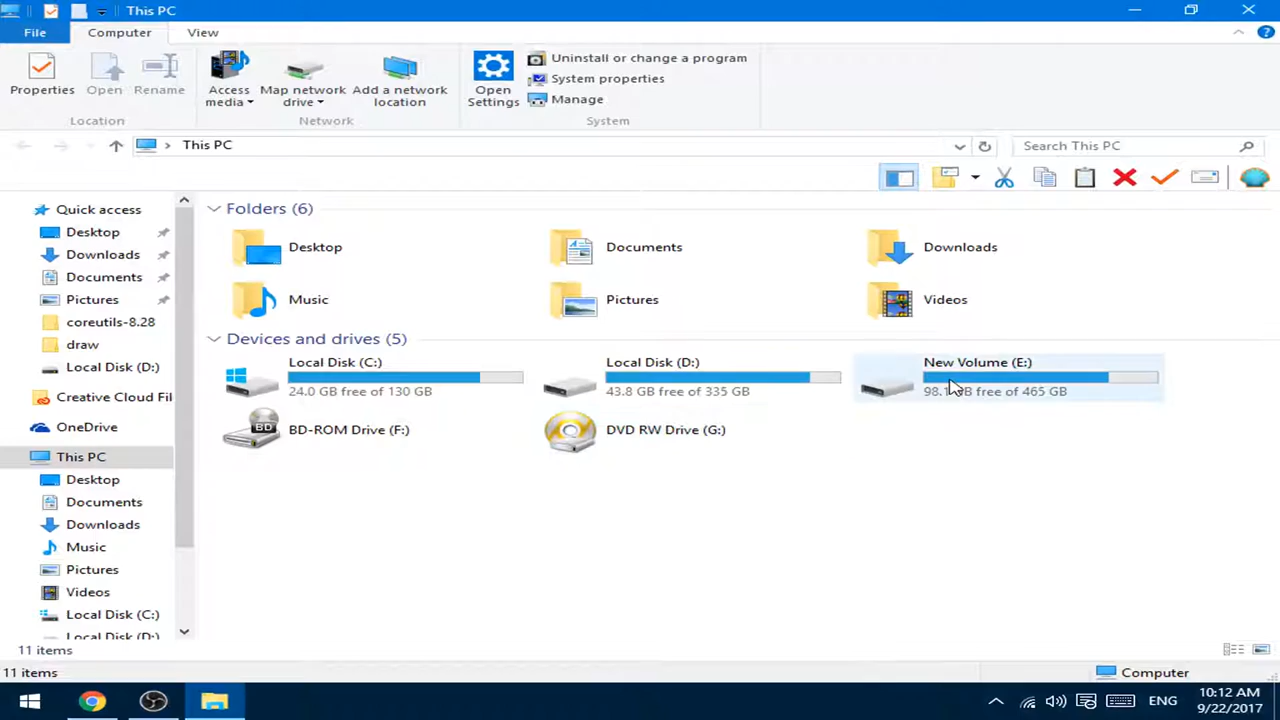 This PC
File
Computer
View
Properties
Open
Rename
Access media
Map network drive
Add a network location
Open Settings
Uninstall or change a program
System properties
Manage
Location
Network
System
This PC
Search This PC
Quick access
Desktop
Downloads
Documents
Pictures
coreutils-8.28
draw
Local Disk (D:)
Creative Cloud Fil
OneDrive
This PC
Desktop
Documents
Downloads
Music
Pictures
Videos
Local Disk (C:)
Local Disk (D:)
Folders (6)
Desktop
Documents
Downloads
Music
Pictures
Videos
Devices and drives (5)
Local Disk (C:)
24.0 GB free of 130 GB
Local Disk (D:)
43.8 GB free of 335 GB
New Volume (E:)
free of 465 GB
BD
BD-ROM Drive (F:)
DVD RW Drive (G:)
11 items
11 items
Computer
ENG
10:12 AM
9/22/2017